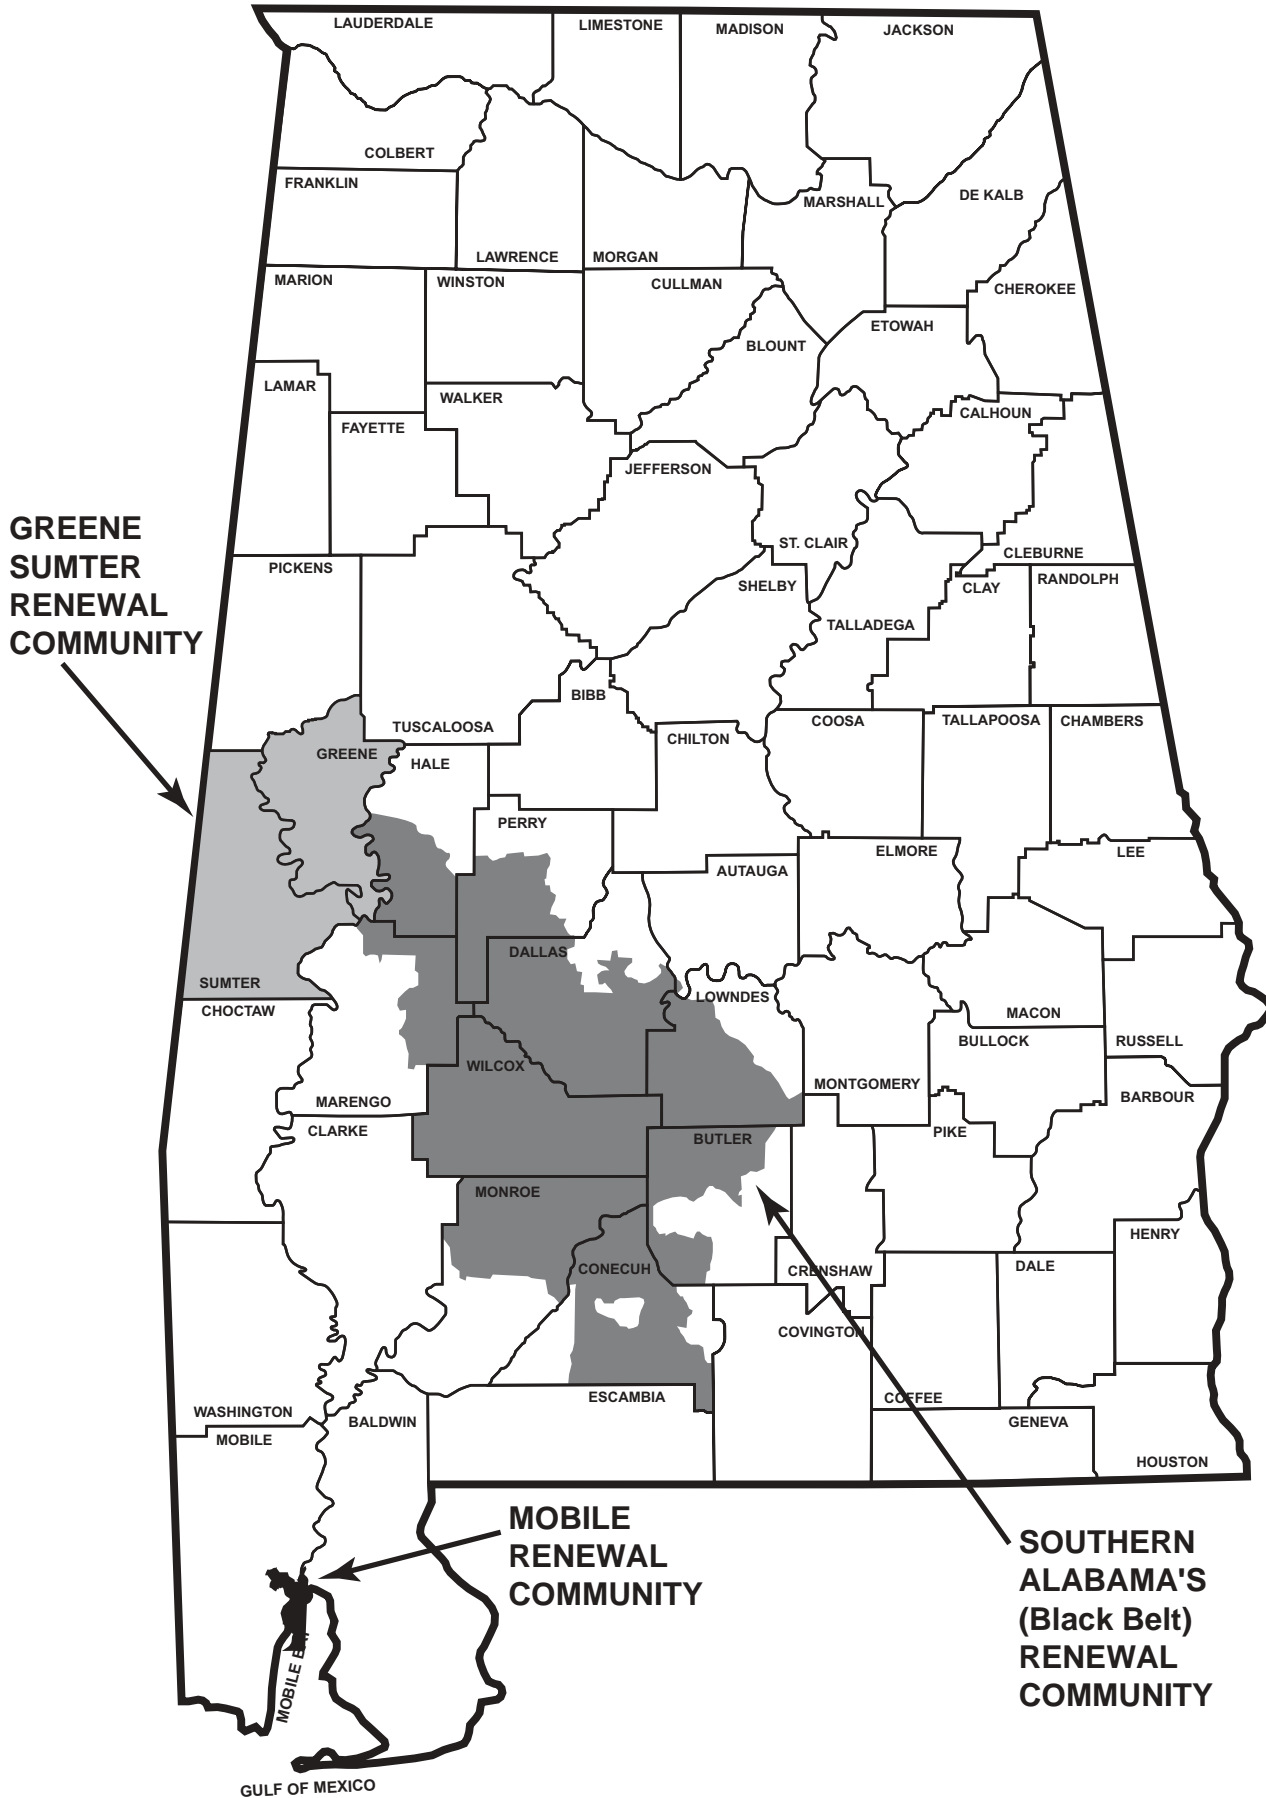 LAUDERDALE
LIMESTONE
MADISON
JACKSON
COLBERT
FRANKLIN
LAWRENCE
MORGAN
MARSHALL
DE KALB
MARION
WINSTON
CULLMAN
CHEROKEE
BLOUNT
ETOWAH
LAMAR
WALKER
FAYETTE
CALHOUN
JEFFERSON
GREENE
SUMTER
RENEWAL
COMMUNITY
ST. CLAIR
CLEBURNE
PICKENS
SHELBY
CLAY
RANDOLPH
TALLADEGA
BIBB
TUSCALOOSA
COOSA
TALLAPOOSA
CHAMBERS
GREENE
HALE
CHILTON
PERRY
ELMORE
LEE
AUTAUGA
DALLAS
SUMTER
CHOCTAW
LOWNDES
MACON
BULLOCK
RUSSELL
WILCOX
MONTGOMERY
BARBOUR
MARENGO
CLARKE
BUTLER
PIKE
MONROE
HENRY
CONECUH
CRENSHAW
DALE
COVINGTON
ESCAMBIA
COFFEE
WASHINGTON
BALDWIN
GENEVA
MOBILE
HOUSTON
MOBILE
RENEWAL
COMMUNITY
SOUTHERN
ALABAMA'S
(Black Belt)
RENEWAL
COMMUNITY
MOBILE BAY
GULF OF MEXICO